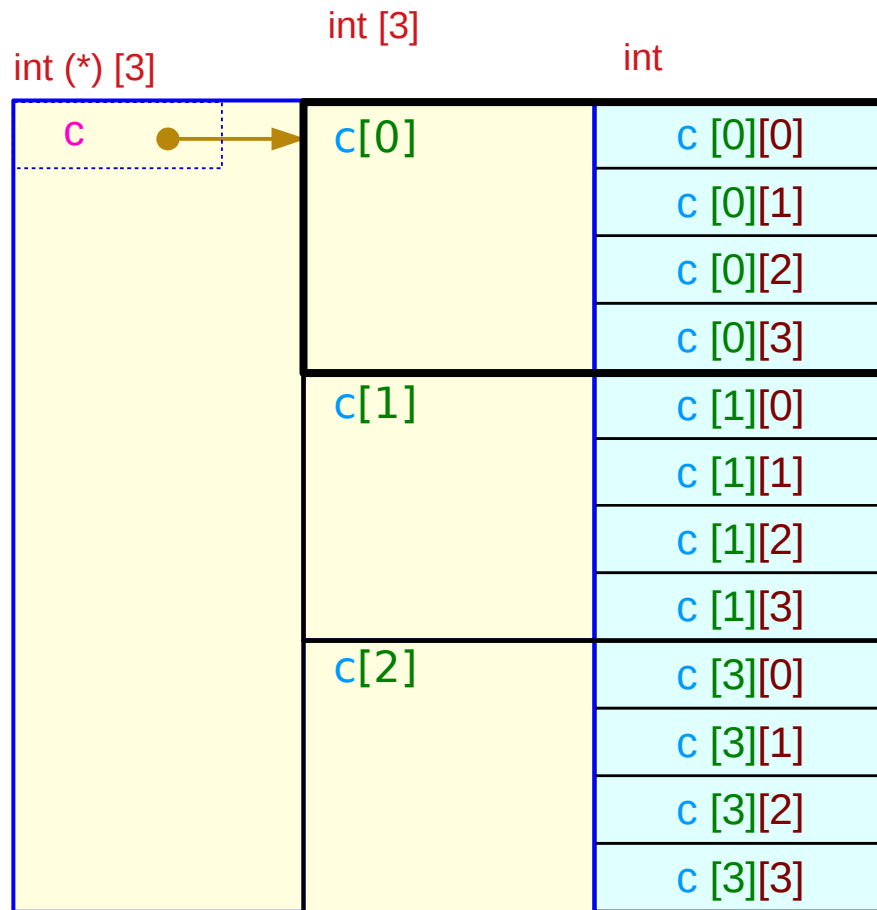 int (*) [3]
int [3]
int
c
c[0]
c [0][0]
c [0][1]
c [0][2]
c [0][3]
c[1]
c [1][0]
c [1][1]
c [1][2]
c [1][3]
c[2]
c [3][0]
c [3][1]
c [3][2]
c [3][3]